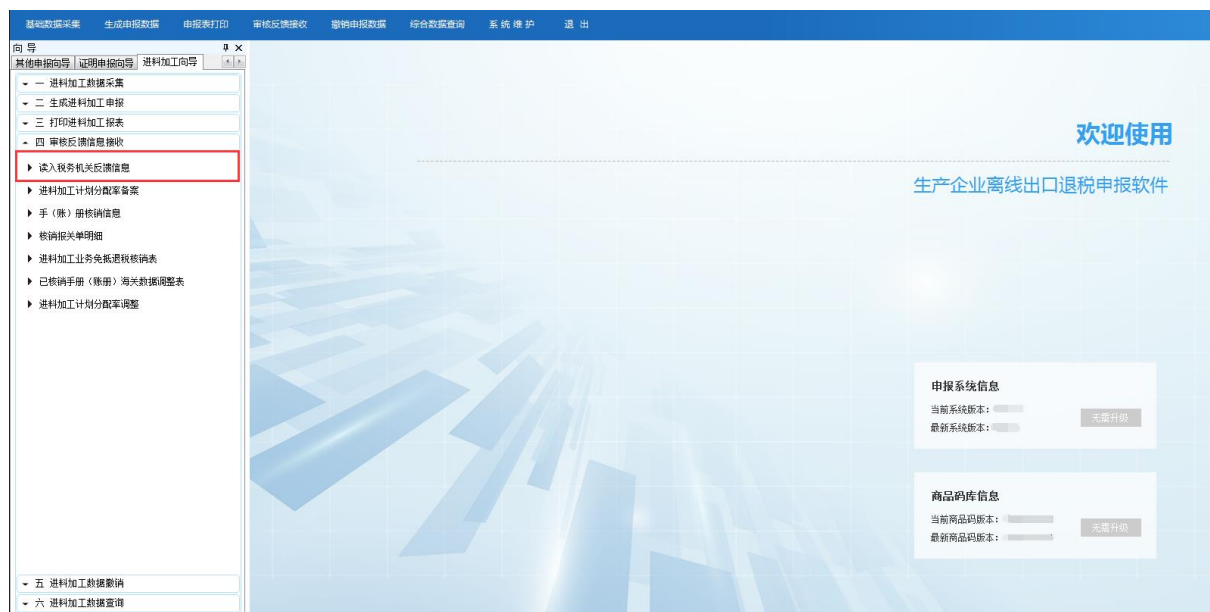 基础数据采集 生成申报数据 申报表打印 审核反馈接收 撤销申报数据 综合数据查询 系统维护 退出
向导
其他申报向导 证明申报向导 进料加工向导
一 进料加工数据采集
二 生成进料加工申报
三 打印进料加工报表
四 审核反馈信息接收
读入税务机关反馈信息
进料加工计划分配率备案
手（账）册核销信息
核销报关单明细
进料加工业务免抵退税核销表
已核销手册（账册）海关数据调整表
进料加工计划分配率调整
五 进料加工数据撤销
六 进料加工数据查询
欢迎使用
生产企业离线出口退税申报软件
申报系统信息
当前系统版本：
最新系统版本：
无需升级
商品码库信息
当前商品码版本：
最新商品码版本：
无需升级